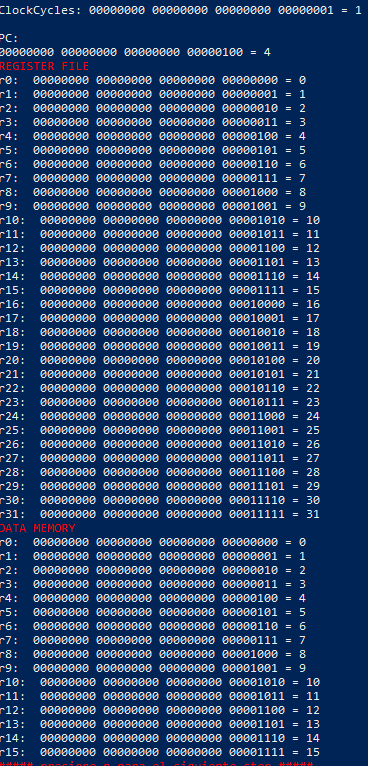 ClockCycles: 00000000 00000000 00000000 00000001 = 1
PC:
00000000 00000000 00000000 00000100 = 4
REGISTER FILE
r0: 00000000 00000000 00000000 00000000 = 0
r1: 00000000 00000000 00000000 00000001 = 1
r2: 00000000 00000000 00000000 00000010 = 2
r3: 00000000 00000000 00000000 00000011 = 3
r4: 00000000 00000000 00000000 00000100 = 4
r5: 00000000 00000000 00000000 00000101 = 5
r6: 00000000 00000000 00000000 00000110 = 6
r7: 00000000 00000000 00000000 00000111 = 7
r8: 00000000 00000000 00000000 00001000 = 8
r9: 00000000 00000000 00000000 00001001 = 9
r10: 00000000 00000000 00000000 00001010 = 10
r11: 00000000 00000000 00000000 00001011 = 11
r12: 00000000 00000000 00000000 00001100 = 12
r13: 00000000 00000000 00000000 00001101 = 13
r14: 00000000 00000000 00000000 00001110 = 14
r15: 00000000 00000000 00000000 00001111 = 15
r16: 00000000 00000000 00000000 00010000 = 16
r17: 00000000 00000000 00000000 00010001 = 17
r18: 00000000 00000000 00000000 00010010 = 18
r19: 00000000 00000000 00000000 00010011 = 19
r20: 00000000 00000000 00000000 00010100 = 20
r21: 00000000 00000000 00000000 00010101 = 21
r22: 00000000 00000000 00000000 00010110 = 22
r23: 00000000 00000000 00000000 00010111 = 23
r24: 00000000 00000000 00000000 00011000 = 24
r25: 00000000 00000000 00000000 00011001 = 25
r26: 00000000 00000000 00000000 00011010 = 26
r27: 00000000 00000000 00000000 00011011 = 27
r28: 00000000 00000000 00000000 00011100 = 28
r29: 00000000 00000000 00000000 00011101 = 29
r30: 00000000 00000000 00000000 00011110 = 30
r31: 00000000 00000000 00000000 00011111 = 31
DATA MEMORY
r0: 00000000 00000000 00000000 00000000 = 0
r1: 00000000 00000000 00000000 00000001 = 1
r2: 00000000 00000000 00000000 00000010 = 2
r3: 00000000 00000000 00000000 00000011 = 3
r4: 00000000 00000000 00000000 00000100 = 4
r5: 00000000 00000000 00000000 00000101 = 5
r6: 00000000 00000000 00000000 00000110 = 6
r7: 00000000 00000000 00000000 00000111 = 7
r8: 00000000 00000000 00000000 00001000 = 8
r9: 00000000 00000000 00000000 00001001 = 9
r10: 00000000 00000000 00000000 00001010 = 10
r11: 00000000 00000000 00000000 00001011 = 11
r12: 00000000 00000000 00000000 00001100 = 12
r13: 00000000 00000000 00000000 00001101 = 13
r14: 00000000 00000000 00000000 00001110 = 14
r15: 00000000 00000000 00000000 00001111 = 15
##### para el siguiente step #####